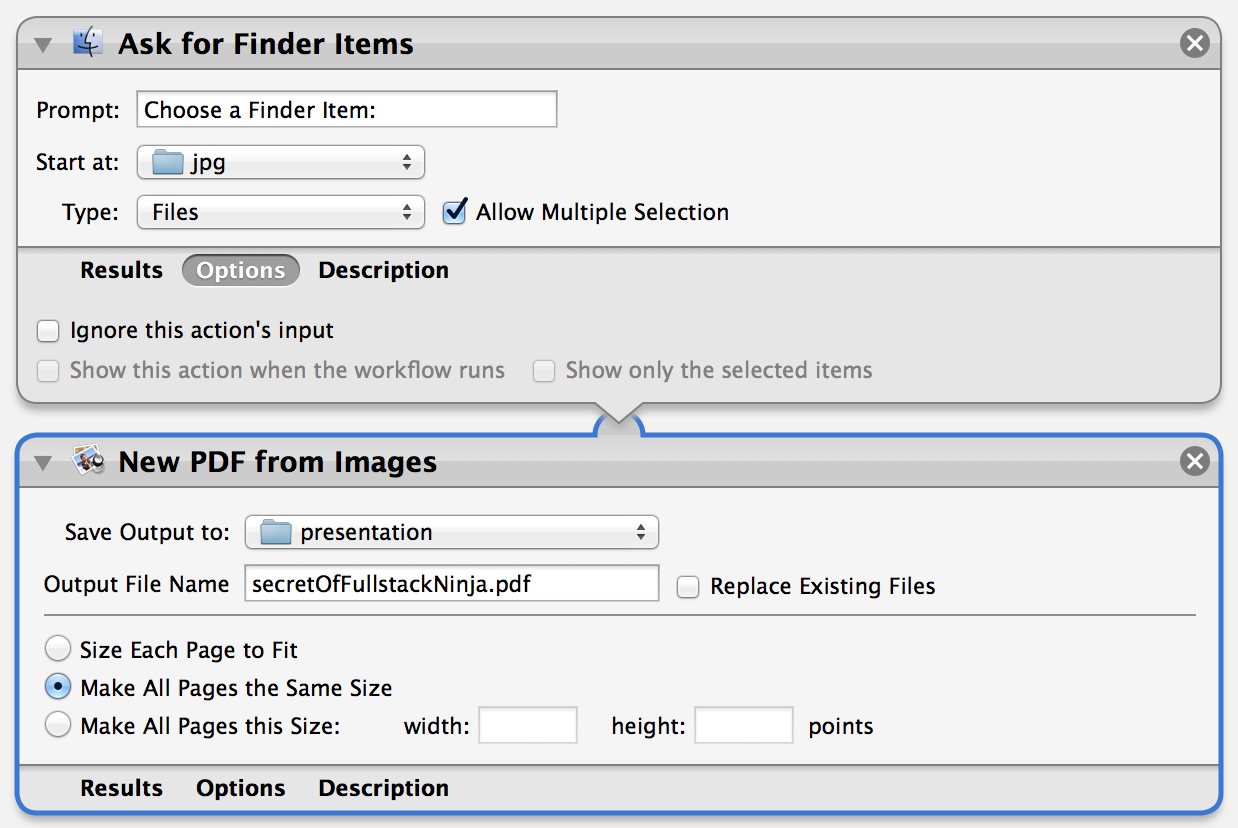 Ask for Finder Items
Prompt: Choose a Finder Item:
Start at: jpg
Type: Files Allow Multiple Selection
Results Options Description
Ignore this action's input
Show this action when the workflow runs Show only the selected items
New PDF from Images
Save Output to: presentation
Output File Name secretOfFullstackNinja.pdf Replace Existing Files
Size Each Page to Fit
Make All Pages the Same Size
Make All Pages this Size: width: height: points
Results Options Description